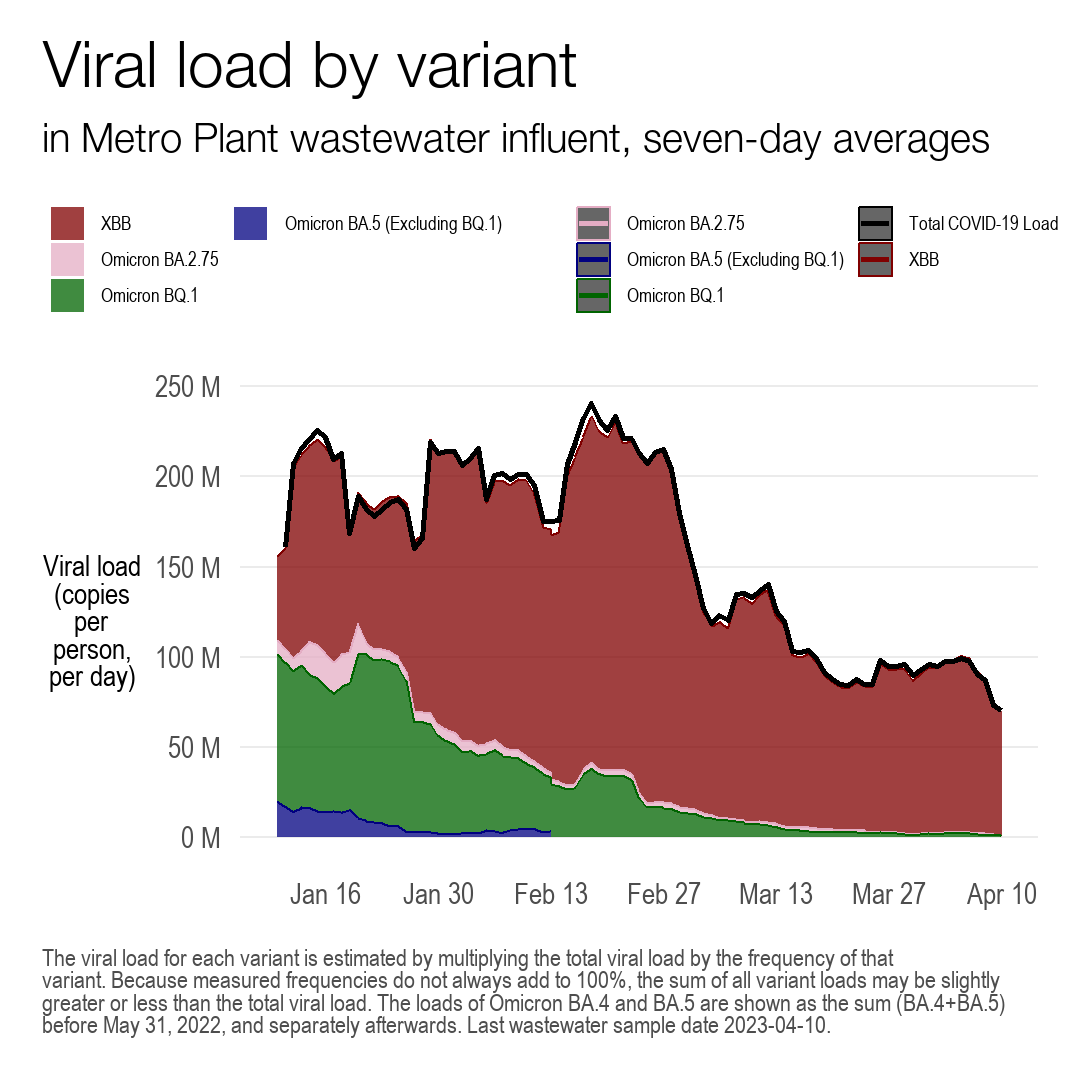 Viral load by variant
in Metro Plant wastewater influent, seven-day averages
XBB
Omicron BA.2.75
Omicron BQ.1
Omicron BA.5 (Excluding BQ.1)
Omicron BA.2.75
Omicron BA.5 (Excluding BQ.1)
Omicron BQ.1
Total COVID-19 Load
XBB
Viral load
(copies
per
person,
per day)
250 M
200 M
150 M
100 M
50 M
0 M
Jan 16
Jan 30
Feb 13
Feb 27
Mar 13
Mar 27
Apr 10
The viral load for each variant is estimated by multiplying the total viral load by the frequency of that
variant. Because measured frequencies do not always add to 100%, the sum of all variant loads may be slightly
greater or less than the total viral load. The loads of Omicron BA.4 and BA.5 are shown as the sum (BA.4+BA.5)
before May 31, 2022, and separately afterwards. Last wastewater sample date 2023-04-10.